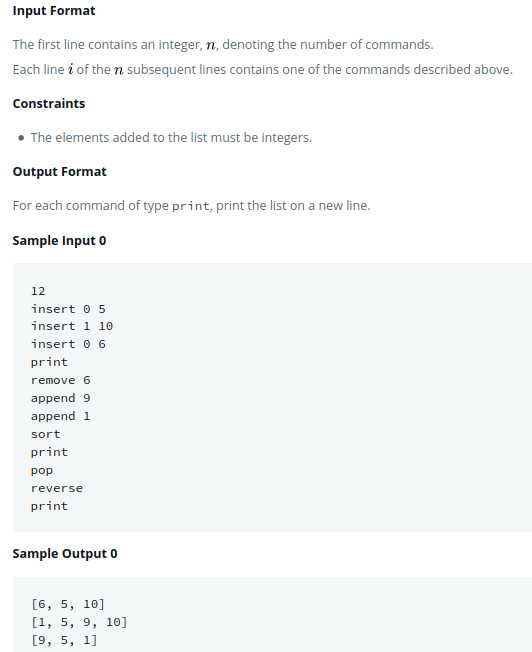 Input Format
The first line contains an integer, n, denoting the number of commands.
Each line i of the n subsequent lines contains one of the commands described above.
Constraints
• The elements added to the list must be integers.
Output Format
For each command of type print, print the list on a new line.
Sample Input 0
12
insert 0 5
insert 1 10
insert 0 6
print
remove 6
append 9
append 1
sort
print
pop
reverse
print
Sample Output 0
[6, 5, 10]
[1, 5, 9, 10]
[9, 5, 1]